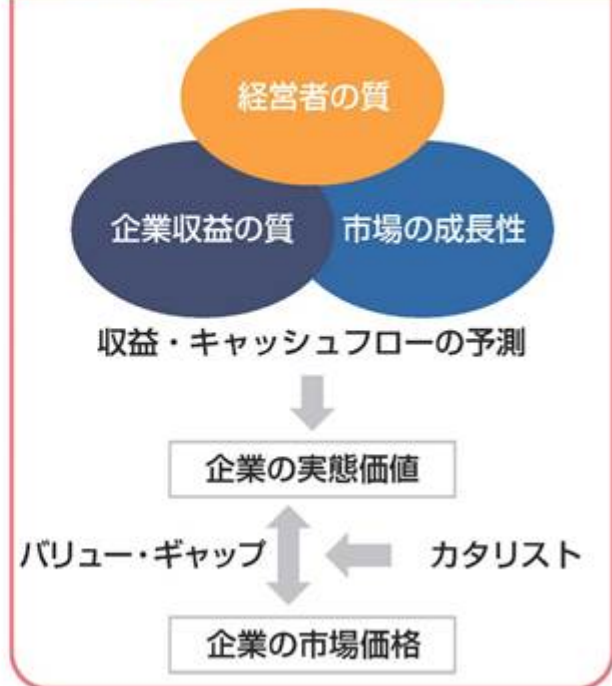 経営者の質
企業収益の質 市場の成長性
収益・キャッシュフローの予測
企業の実態価値
バリュー・ギャップ カタリスト
企業の市場価格